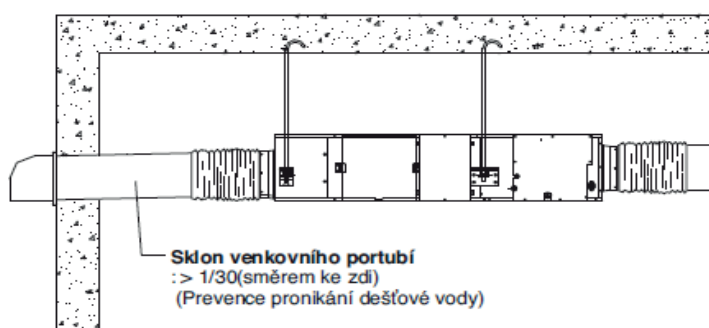 Sklon venkovního portubí
:> 1/30(směrem ke zdi)
(Prevence pronikání dešťové vody)